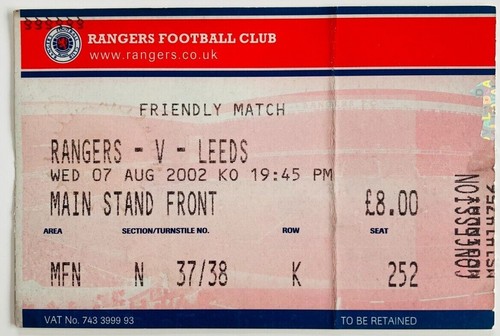 RANGERS FOOTBALL CLUB
www.rangers.co.uk
FRIENDLY MATCH
RANGERS - V - LEEDS
WED 07 AUG 2002 KO 19:45 PM
MAIN STAND FRONT £8.00
AREA SECTION/TURNSTILE NO. ROW SEAT
MFN N 37/38 K 252
CONCESSION
VAT No. 743 3999 93 TO BE RETAINED